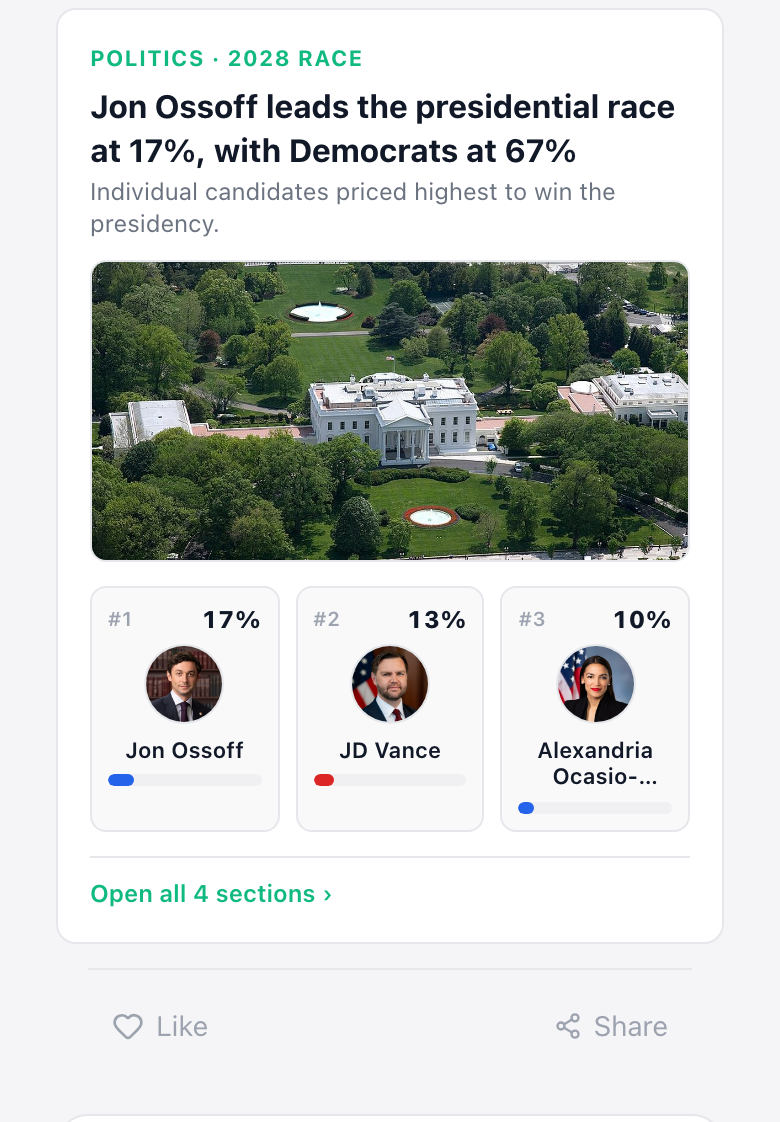 POLITICS · 2028 RACE
Jon Ossoff leads the presidential race
at 17%, with Democrats at 67%
Individual candidates priced highest to win the
presidency.
#1 17%
Jon Ossoff
#2 13%
JD Vance
#3 10%
Alexandria
Ocasio-...
Open all 4 sections ›
Like
Share